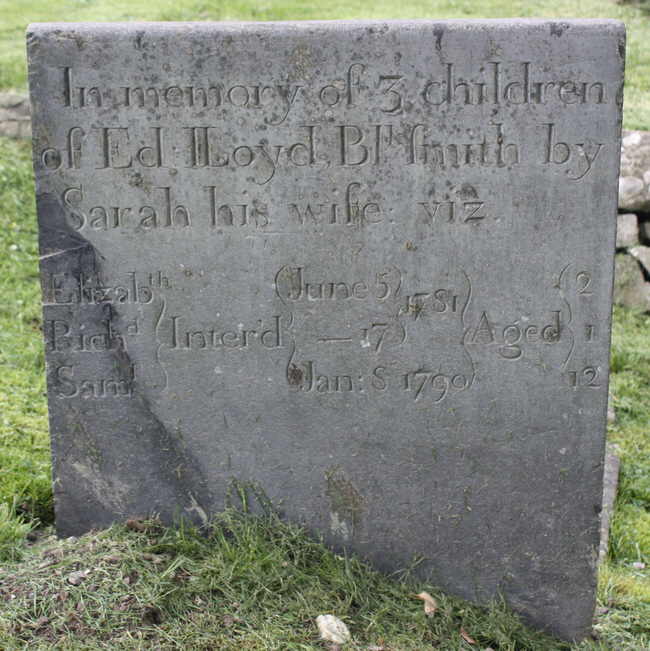 In memory of 3 children
of Ed LLoyd Bl.k smith by
Sarah his wife: viz.
Elizab.th June 5 1781 2
Rich.d Interd — 17 Aged 1
Sam.l Jan: 8 1790 12